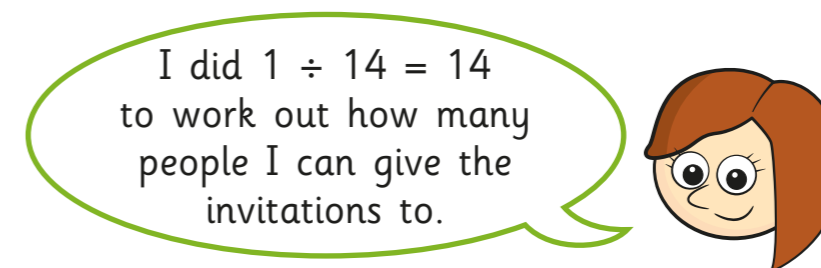 I did 1 ÷ 14 = 14
to work out how many
people I can give the
invitations to.